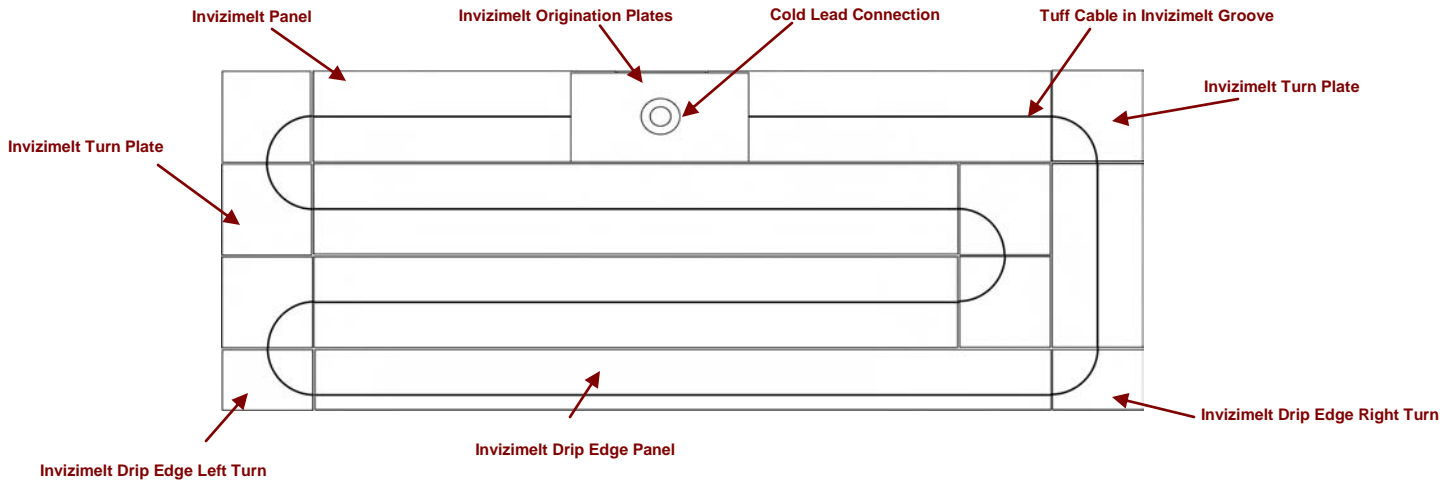 Invizimelt Panel
Invizimelt Origination Plates
Cold Lead Connection
Tuff Cable in Invizimelt Groove
Invizimelt Turn Plate
Invizimelt Turn Plate
Invizimelt Drip Edge Right Turn
Invizimelt Drip Edge Panel
Invizimelt Drip Edge Left Turn